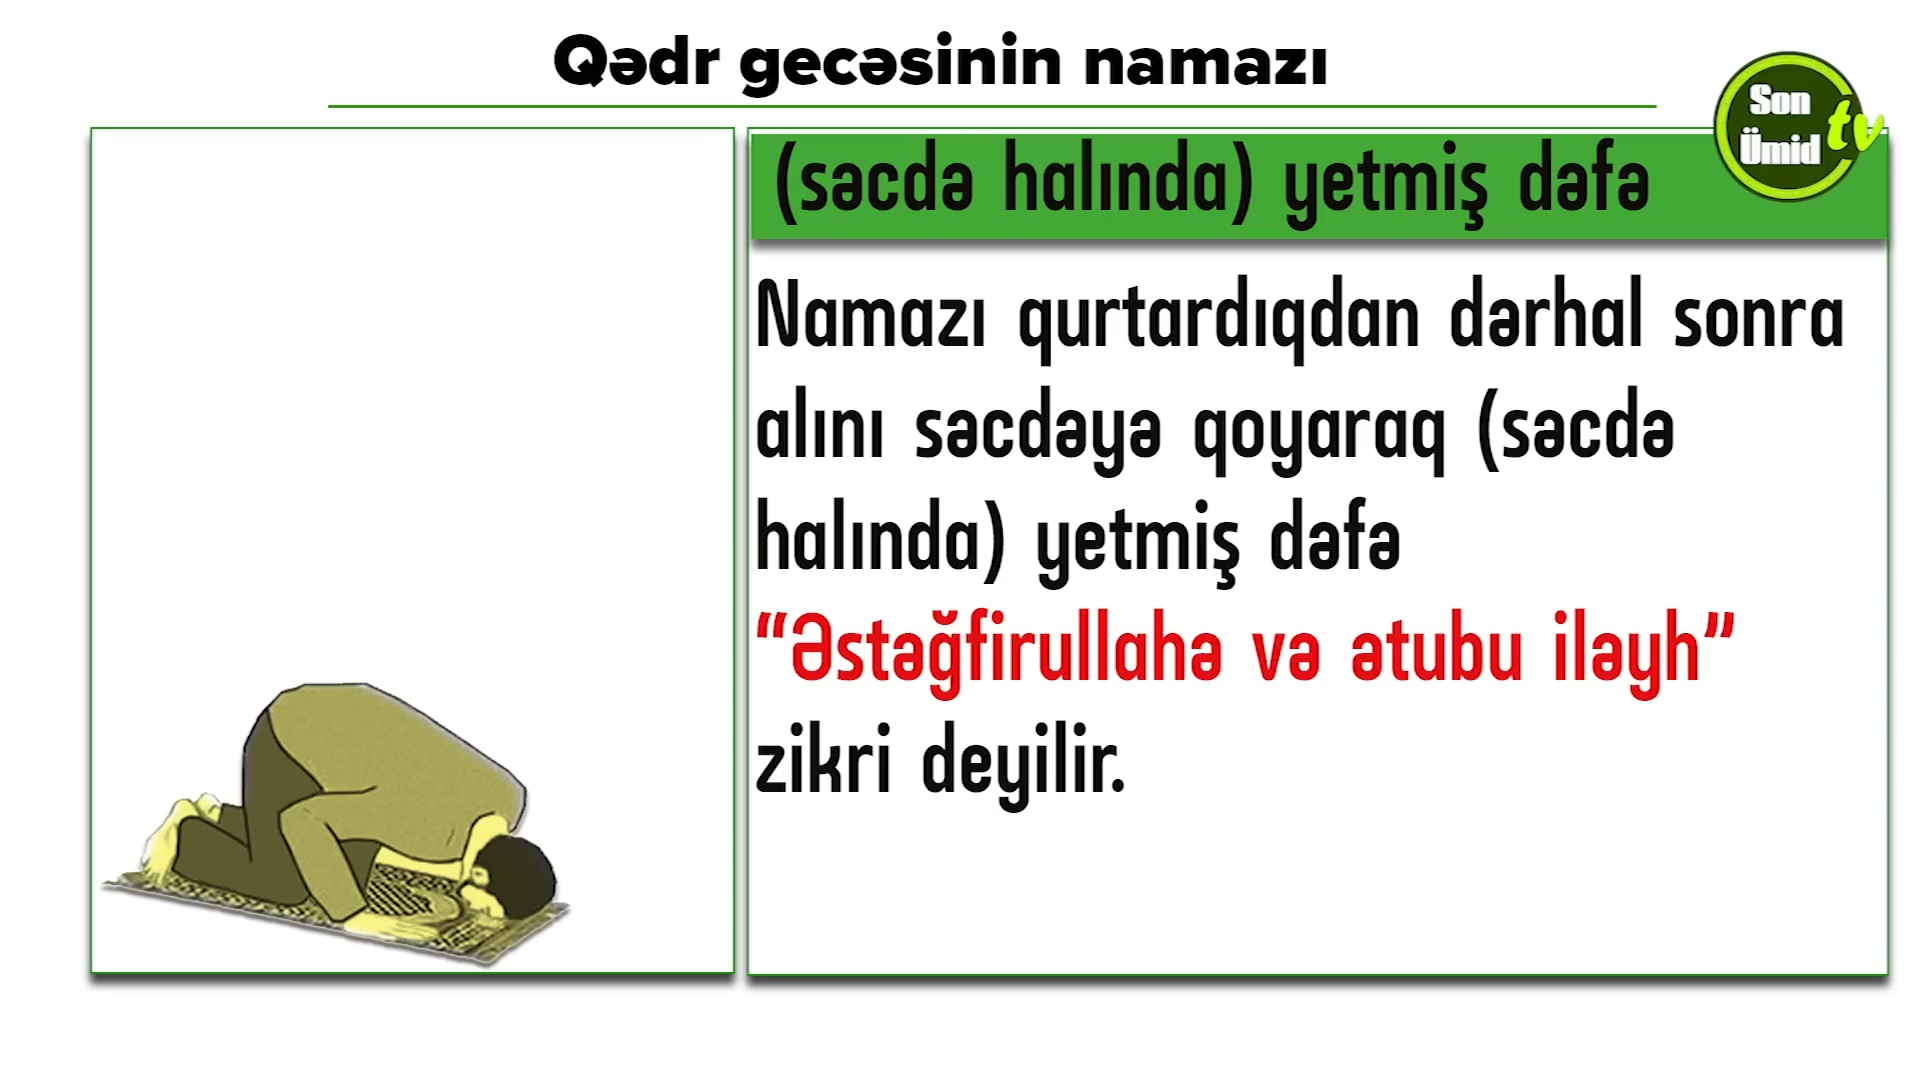 Qədr gecəsinin namazı
Son
Ümid tv
(səcdə halında) yetmiş dəfə
Namazı qurtardıqdan dərhal sonra
alını səcdəyə qoyaraq (səcdə
halında) yetmiş dəfə
“Əstəğfirullahə və ətubu iləyh”
zikri deyilir.